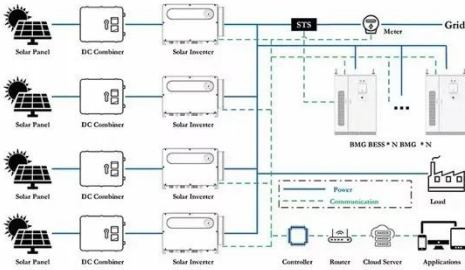 STS
Meter
Grid
Solar Panel
DC Combiner
Solar Inverter
Solar Panel
DC Combiner
Solar Inverter
BMG BESS * N BMG * N
Solar Panel
DC Combiner
Solar Inverter
Power
Communication
Load
Solar Panel
DC Combiner
Solar Inverter
Controller
Router
Cloud Server
Applications